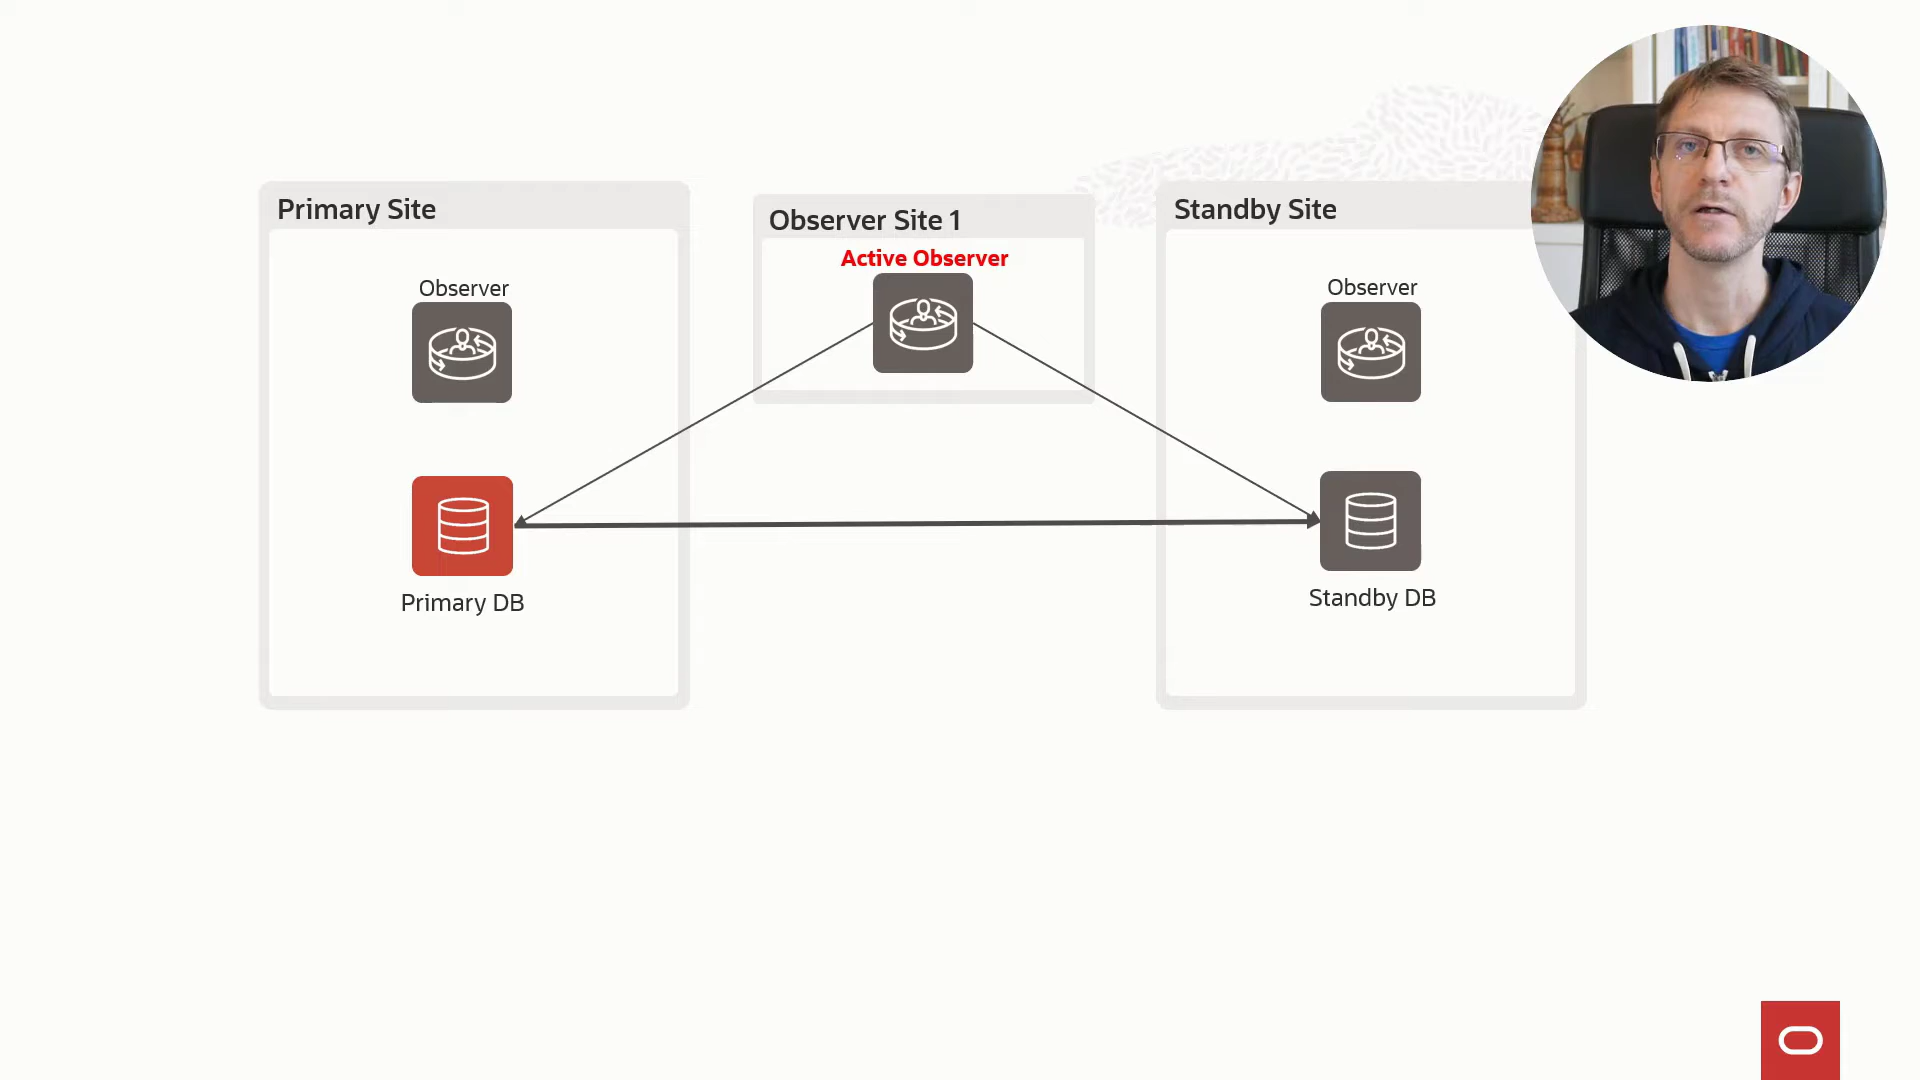 Primary Site
Observer
Primary DB
Observer Site 1
Active Observer
Standby Site
Observer
Standby DB